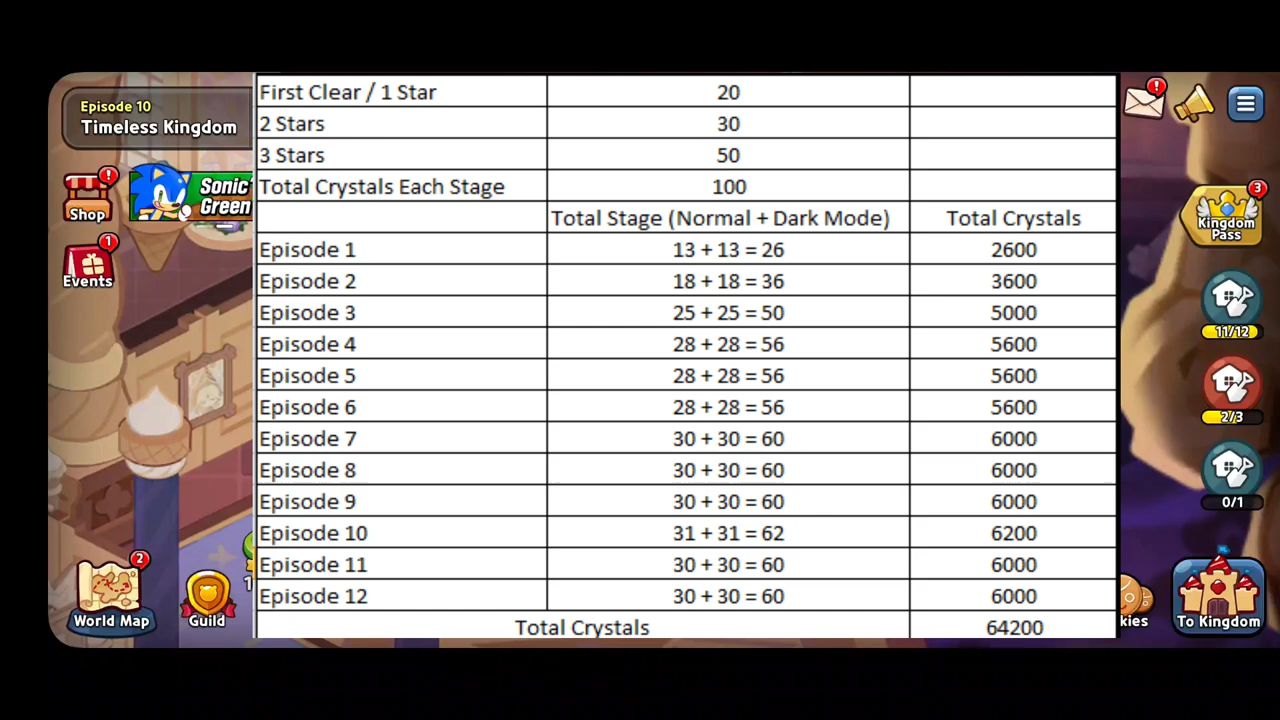 Episode 10
Timeless Kingdom
Shop
Sonic
Green
Events
1
World Map
2
Guild
1
First Clear / 1 Star 20
2 Stars 30
3 Stars 50
Total Crystals Each Stage 100
Total Stage (Normal + Dark Mode) Total Crystals
Episode 1 13 + 13 = 26 2600
Episode 2 18 + 18 = 36 3600
Episode 3 25 + 25 = 50 5000
Episode 4 28 + 28 = 56 5600
Episode 5 28 + 28 = 56 5600
Episode 6 28 + 28 = 56 5600
Episode 7 30 + 30 = 60 6000
Episode 8 30 + 30 = 60 6000
Episode 9 30 + 30 = 60 6000
Episode 10 31 + 31 = 62 6200
Episode 11 30 + 30 = 60 6000
Episode 12 30 + 30 = 60 6000
Total Crystals 64200
3
Kingdom
Pass
11/12
2/3
0/1
kies
To Kingdom